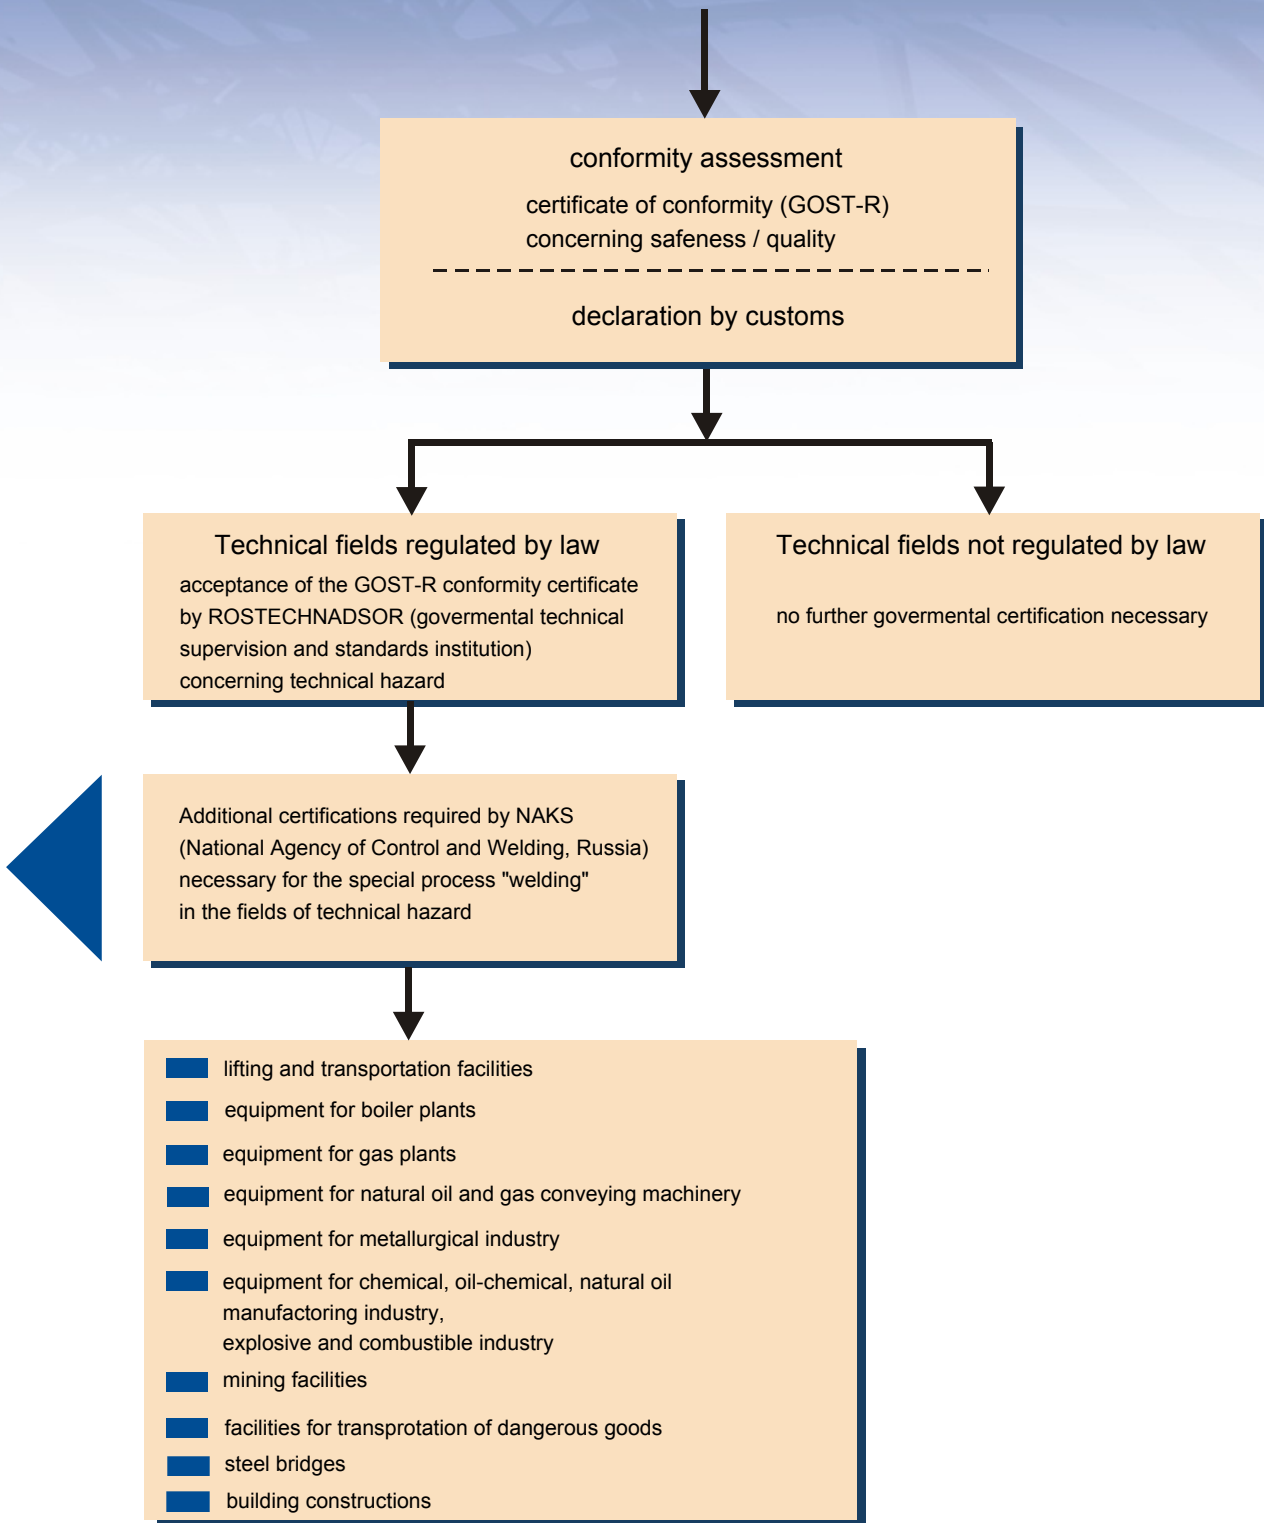 conformity assessment
certificate of conformity (GOST-R)
concerning safeness / quality
declaration by customs
Technical fields regulated by law
acceptance of the GOST-R conformity certificate
by ROSTECHNADSOR (govermental technical
supervision and standards institution)
concerning technical hazard
Technical fields not regulated by law
no further govermental certification necessary
Additional certifications required by NAKS
(National Agency of Control and Welding, Russia)
necessary for the special process "welding"
in the fields of technical hazard
lifting and transportation facilities
equipment for boiler plants
equipment for gas plants
equipment for natural oil and gas conveying machinery
equipment for metallurgical industry
equipment for chemical, oil-chemical, natural oil
manufactoring industry,
explosive and combustible industry
mining facilities
facilities for transprotation of dangerous goods
steel bridges
building constructions